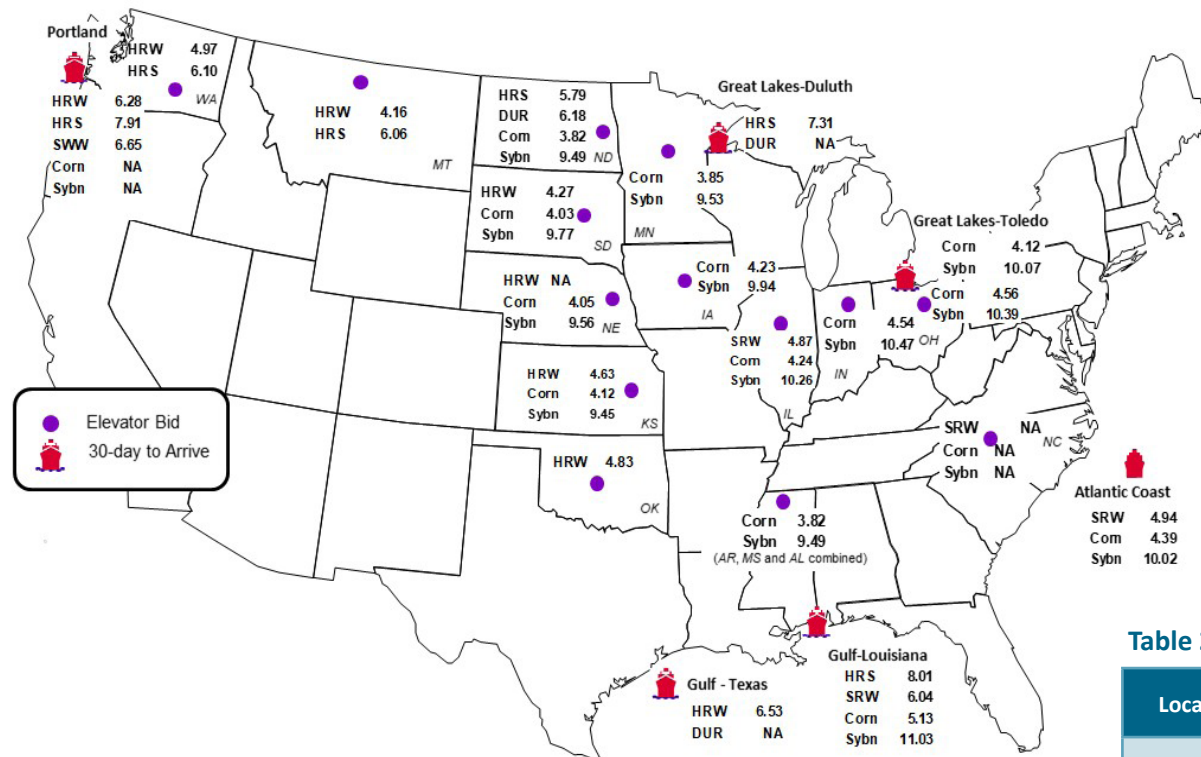 Portland
HRW 4.97
HRS 6.10
WA
HRW 6.28
HRS 7.91
SWW 6.65
Corn NA
Sybn NA
HRW 4.16
HRS 6.06
MT
HRS 5.79
DUR 6.18
Corn 3.82
Sybn 9.49
ND
HRW 4.27
Corn 4.03
Sybn 9.77
SD
HRW NA
Corn 4.05
Sybn 9.56
NE
HRW 4.63
Corn 4.12
Sybn 9.45
KS
HRW 4.83
OK
Great Lakes-Duluth
HRS 7.31
DUR NA
Corn 3.85
Sybn 9.53
MN
Corn 4.23
Sybn 9.94
IA
SRW 4.87
Corn 4.24
Sybn 10.26
IL
Great Lakes-Toledo
Corn 4.12
Sybn 10.07
Corn 4.56
Sybn 10.39
OH
Corn 4.54
Sybn 10.47
IN
SRW NA
Corn NA
Sybn NA
NC
Atlantic Coast
SRW 4.94
Corn 4.39
Sybn 10.02
Corn 3.82
Sybn 9.49
(AR, MS and AL combined)
Gulf-Louisiana
HRS 8.01
SRW 6.04
Corn 5.13
Sybn 11.03
Gulf - Texas
HRW 6.53
DUR NA
Elevator Bid
30-day to Arrive
Table
Loca